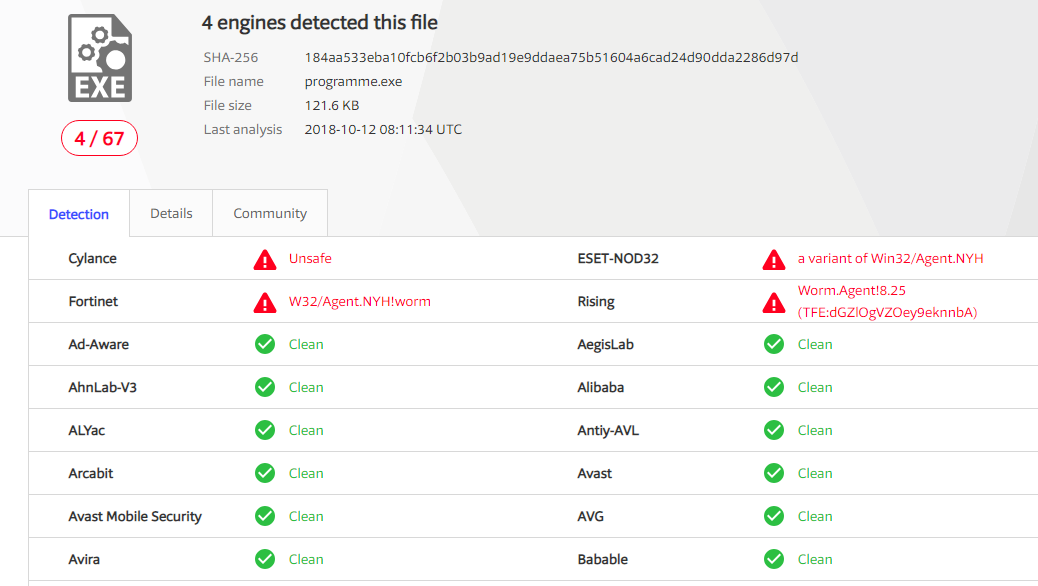 4 engines detected this file
SHA-256 184aa533eba10fcb6f2b03b9ad19e9ddaea75b51604a6cad24d90dda2286d97d
File name programme.exe
File size 121.6 KB
Last analysis 2018-10-12 08:11:34 UTC
EXE
4 / 67
Detection Details Community
Cylance Unsafe ESET-NOD32 a variant of Win32/Agent.NYH
Fortinet W32/Agent.NYH!worm Rising Worm.Agent!8.25
(TFE:dGZlOgVZOey9eknnbA)
Ad-Aware Clean AegisLab Clean
AhnLab-V3 Clean Alibaba Clean
ALYac Clean Antiy-AVL Clean
Arcabit Clean Avast Clean
Avast Mobile Security Clean AVG Clean
Avira Clean Babable Clean